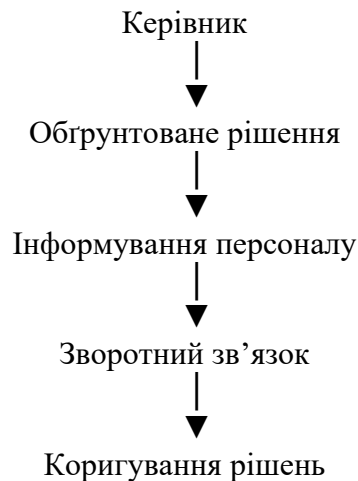 Керівник
Обґрунтоване рішення
Інформування персоналу
Зворотний зв’язок
Коригування рішень